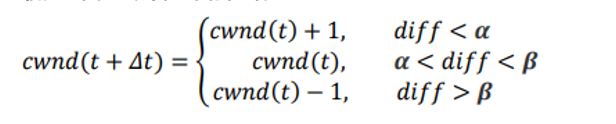 cwnd(t) + 1, diff < α
cwnd(t + Δt) = { cwnd(t), α < diff < β
cwnd(t) − 1, diff > β